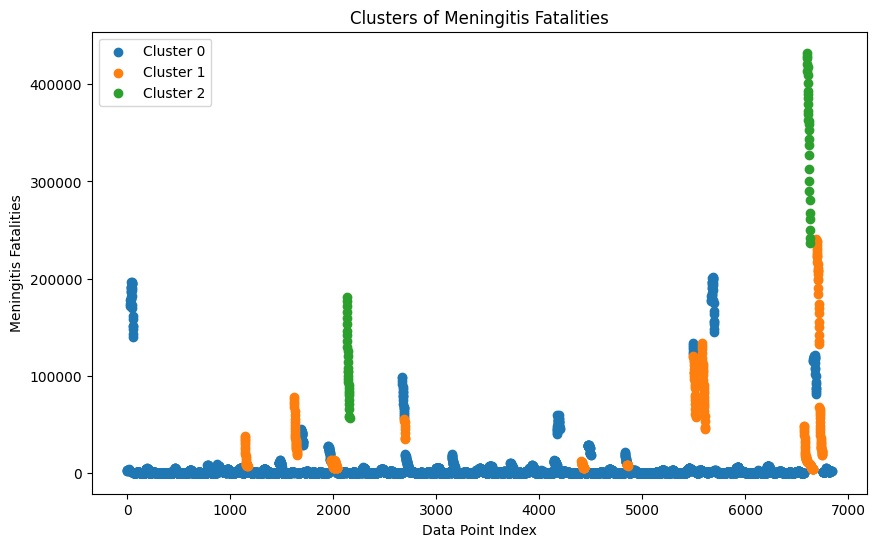 Clusters of Meningitis Fatalities
Cluster 0
Cluster 1
Cluster 2
400000
300000
200000
100000
0
Meningitis Fatalities
0 1000 2000 3000 4000 5000 6000 7000
Data Point Index